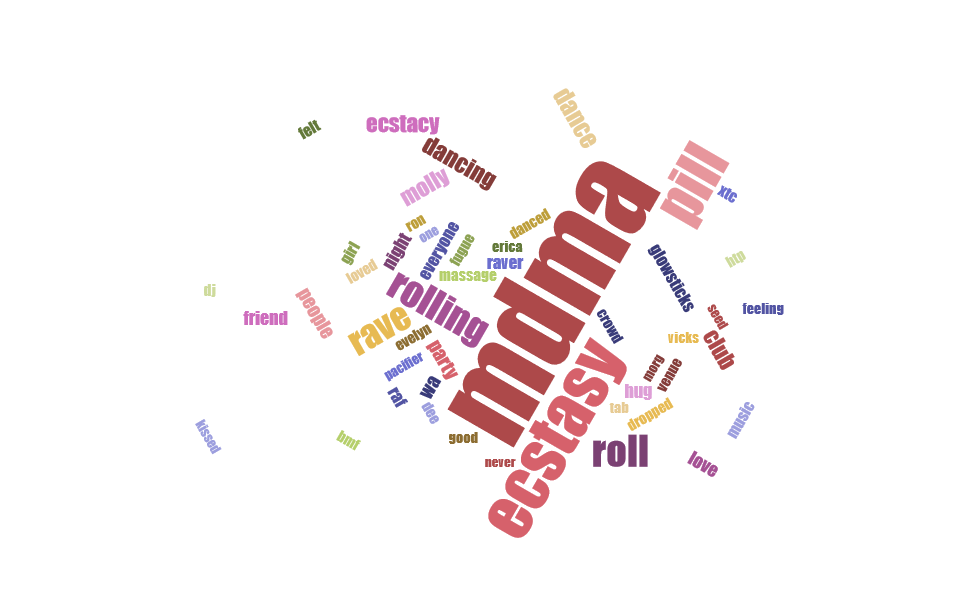 dance
felt
ecstacy
dancing
pill
molly
xtc
mdma
ron
danced
one
everyone
night
fugue
erica
girl
raver
htp
loved
massage
glowsticks
dj
rolling
people
friend
rave
crowd
seed
feeling
evelyn
vicks
club
party
pacifier
morg
venue
wa
raf
hug
ecstasy
tab
dee
dropped
music
kissed
bmf
good
roll
never
love